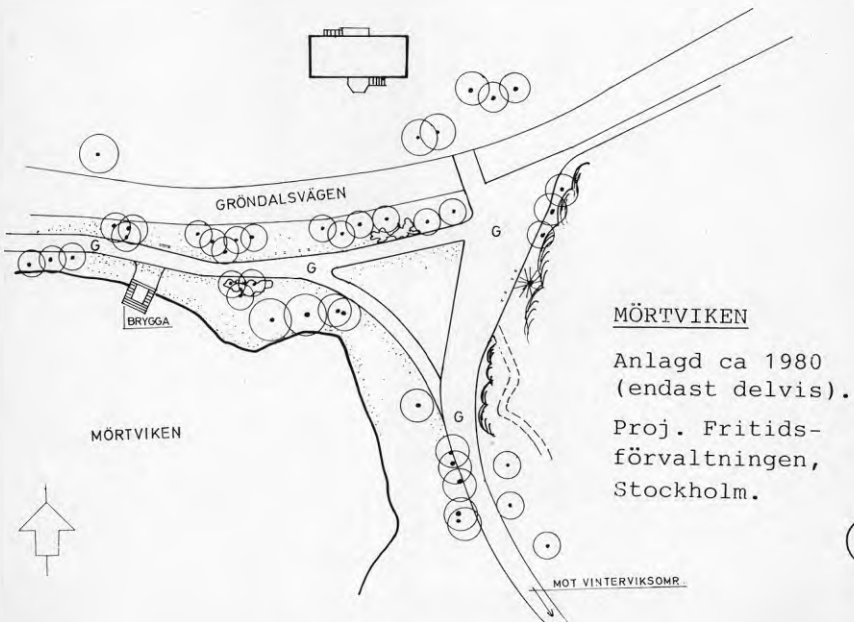 GRÖNDALSVÄGEN
G
G
G
G
BRYGGA
MÖRTVIKEN
MÖRTVIKEN
Anlagd ca 1980
(endast delvis).
Proj. Fritids-
förvaltningen,
Stockholm.
MOT VINTERVIKSOMR.